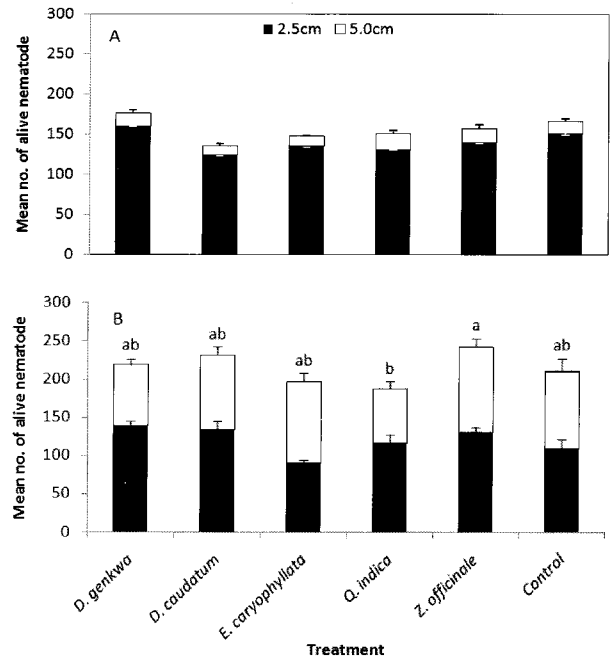 300
A
■ 2.5cm □ 5.0cm
250
200
150
100
50
0
Mean no. of alive nematode
300
B
250
200
150
100
50
0
Mean no. of alive nematode
ab
ab
ab
b
a
ab
D. genkwa
D. caudatum
E. caryophyllata
Q. indica
Z. officinale
Control
Treatment